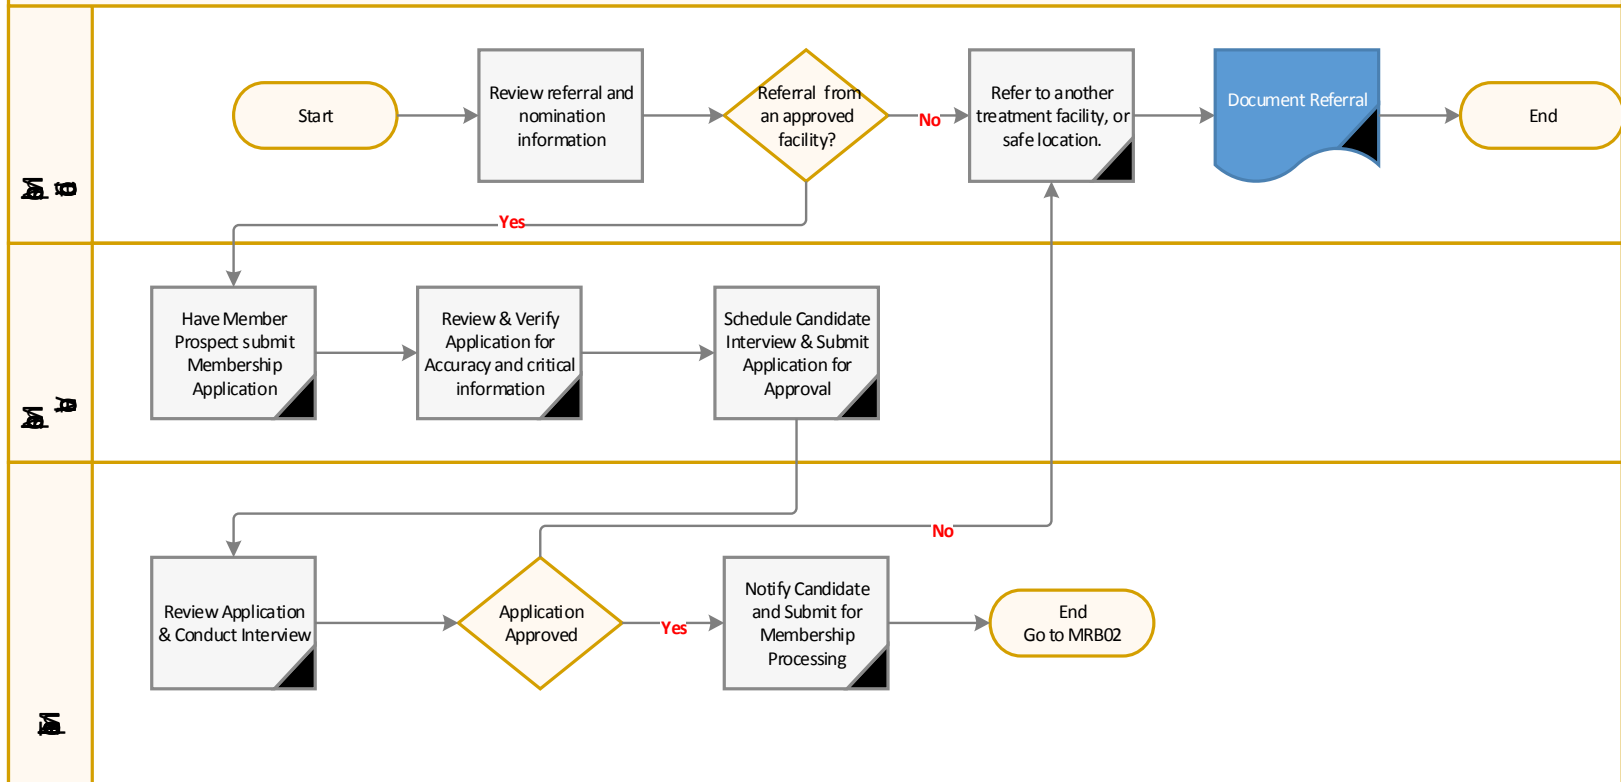 Start
Review referral and
nomination
information
Referral from
an approved
facility?
No
Refer to another
treatment facility, or
safe location.
Document Referral
End
Yes
Have Member
Prospect submit
Membership
Application
Review & Verify
Application for
Accuracy and critical
information
Schedule Candidate
Interview & Submit
Application for
Approval
No
Review Application
& Conduct Interview
Application
Approved
Yes
Notify Candidate
and Submit for
Membership
Processing
End
Go to MRB02